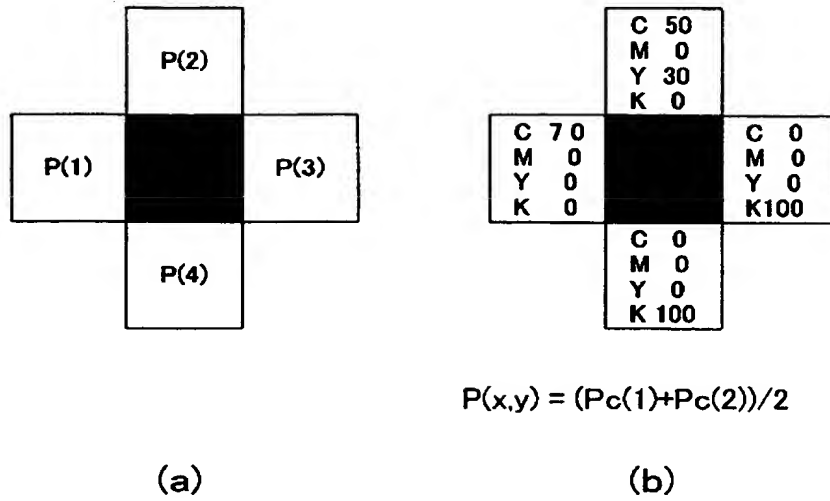 P(2)
P(1)
P(3)
P(4)
(a)
C 50
M 0
Y 30
K 0
C 70
M 0
Y 0
K 0
C 0
M 0
Y 0
K100
C 0
M 0
Y 0
K 100
P(x,y) = (Pc(1)+Pc(2))/2
(b)